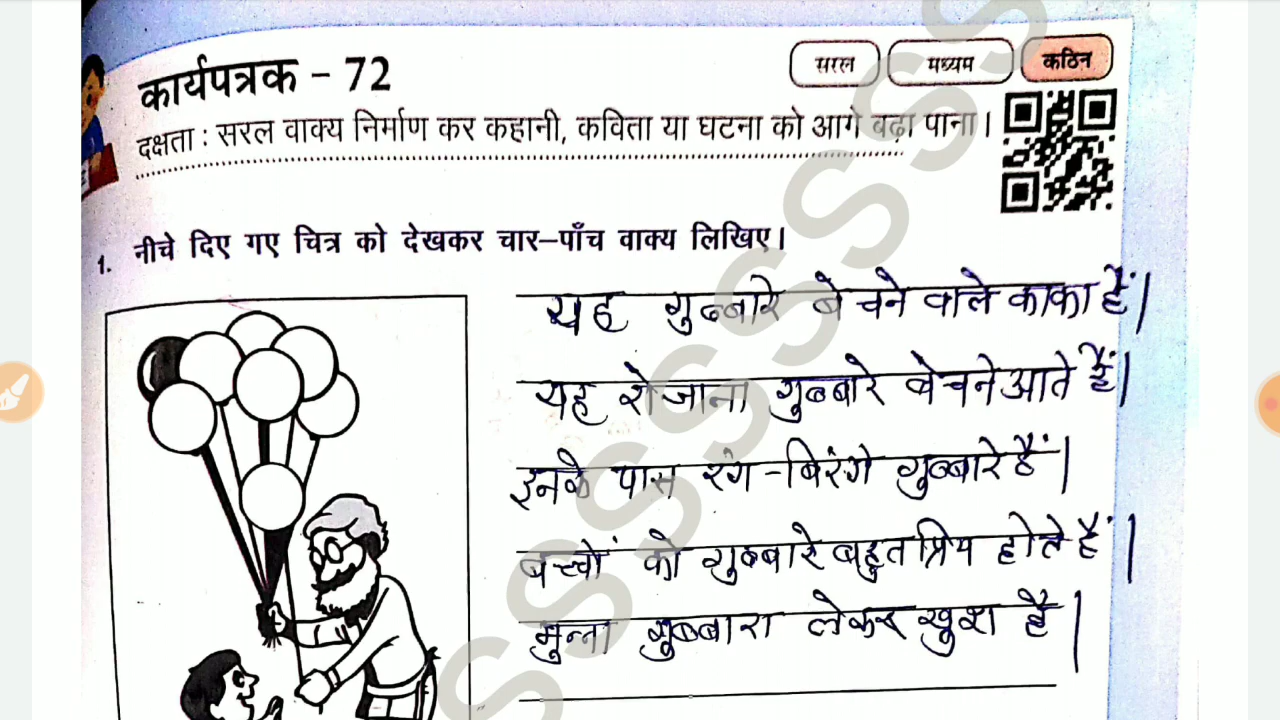 कार्यपत्रक - 72
सरल
मध्यम
कठिन
दक्षता : सरल वाक्य निर्माण कर कहानी, कविता या घटना को आगे बढ़ा पाना।
1. नीचे दिए गए चित्र को देखकर चार-पाँच वाक्य लिखिए।
यह गुब्बारे बेचने वाले काका हैं।
यह रोजाना गुब्बारे बेचने आते हैं।
इनके पास रंग-बिरंगे गुब्बारे हैं।
बच्चों को गुब्बारे बहुत प्रिय होते हैं।
मुन्ना गुब्बारा लेकर खुश है।
SSSSSS